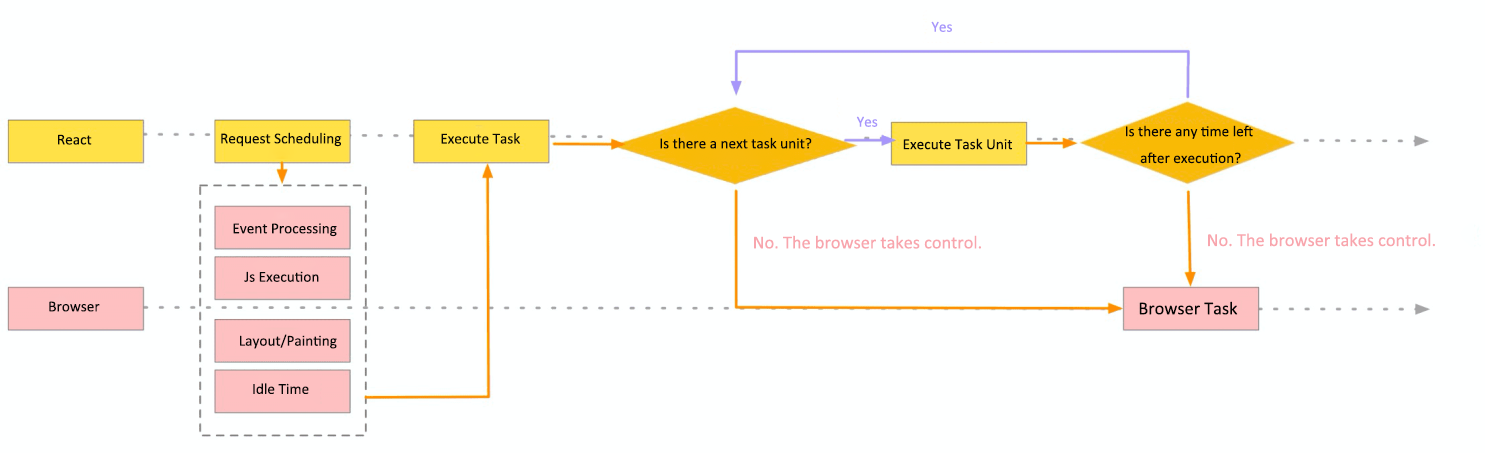 Yes
React
Request Scheduling
Execute Task
Is there a next task unit?
Yes
Execute Task Unit
Is there any time left
after execution?
Event Processing
Js Execution
No. The browser takes control.
No. The browser takes control.
Browser
Layout/Painting
Idle Time
Browser Task